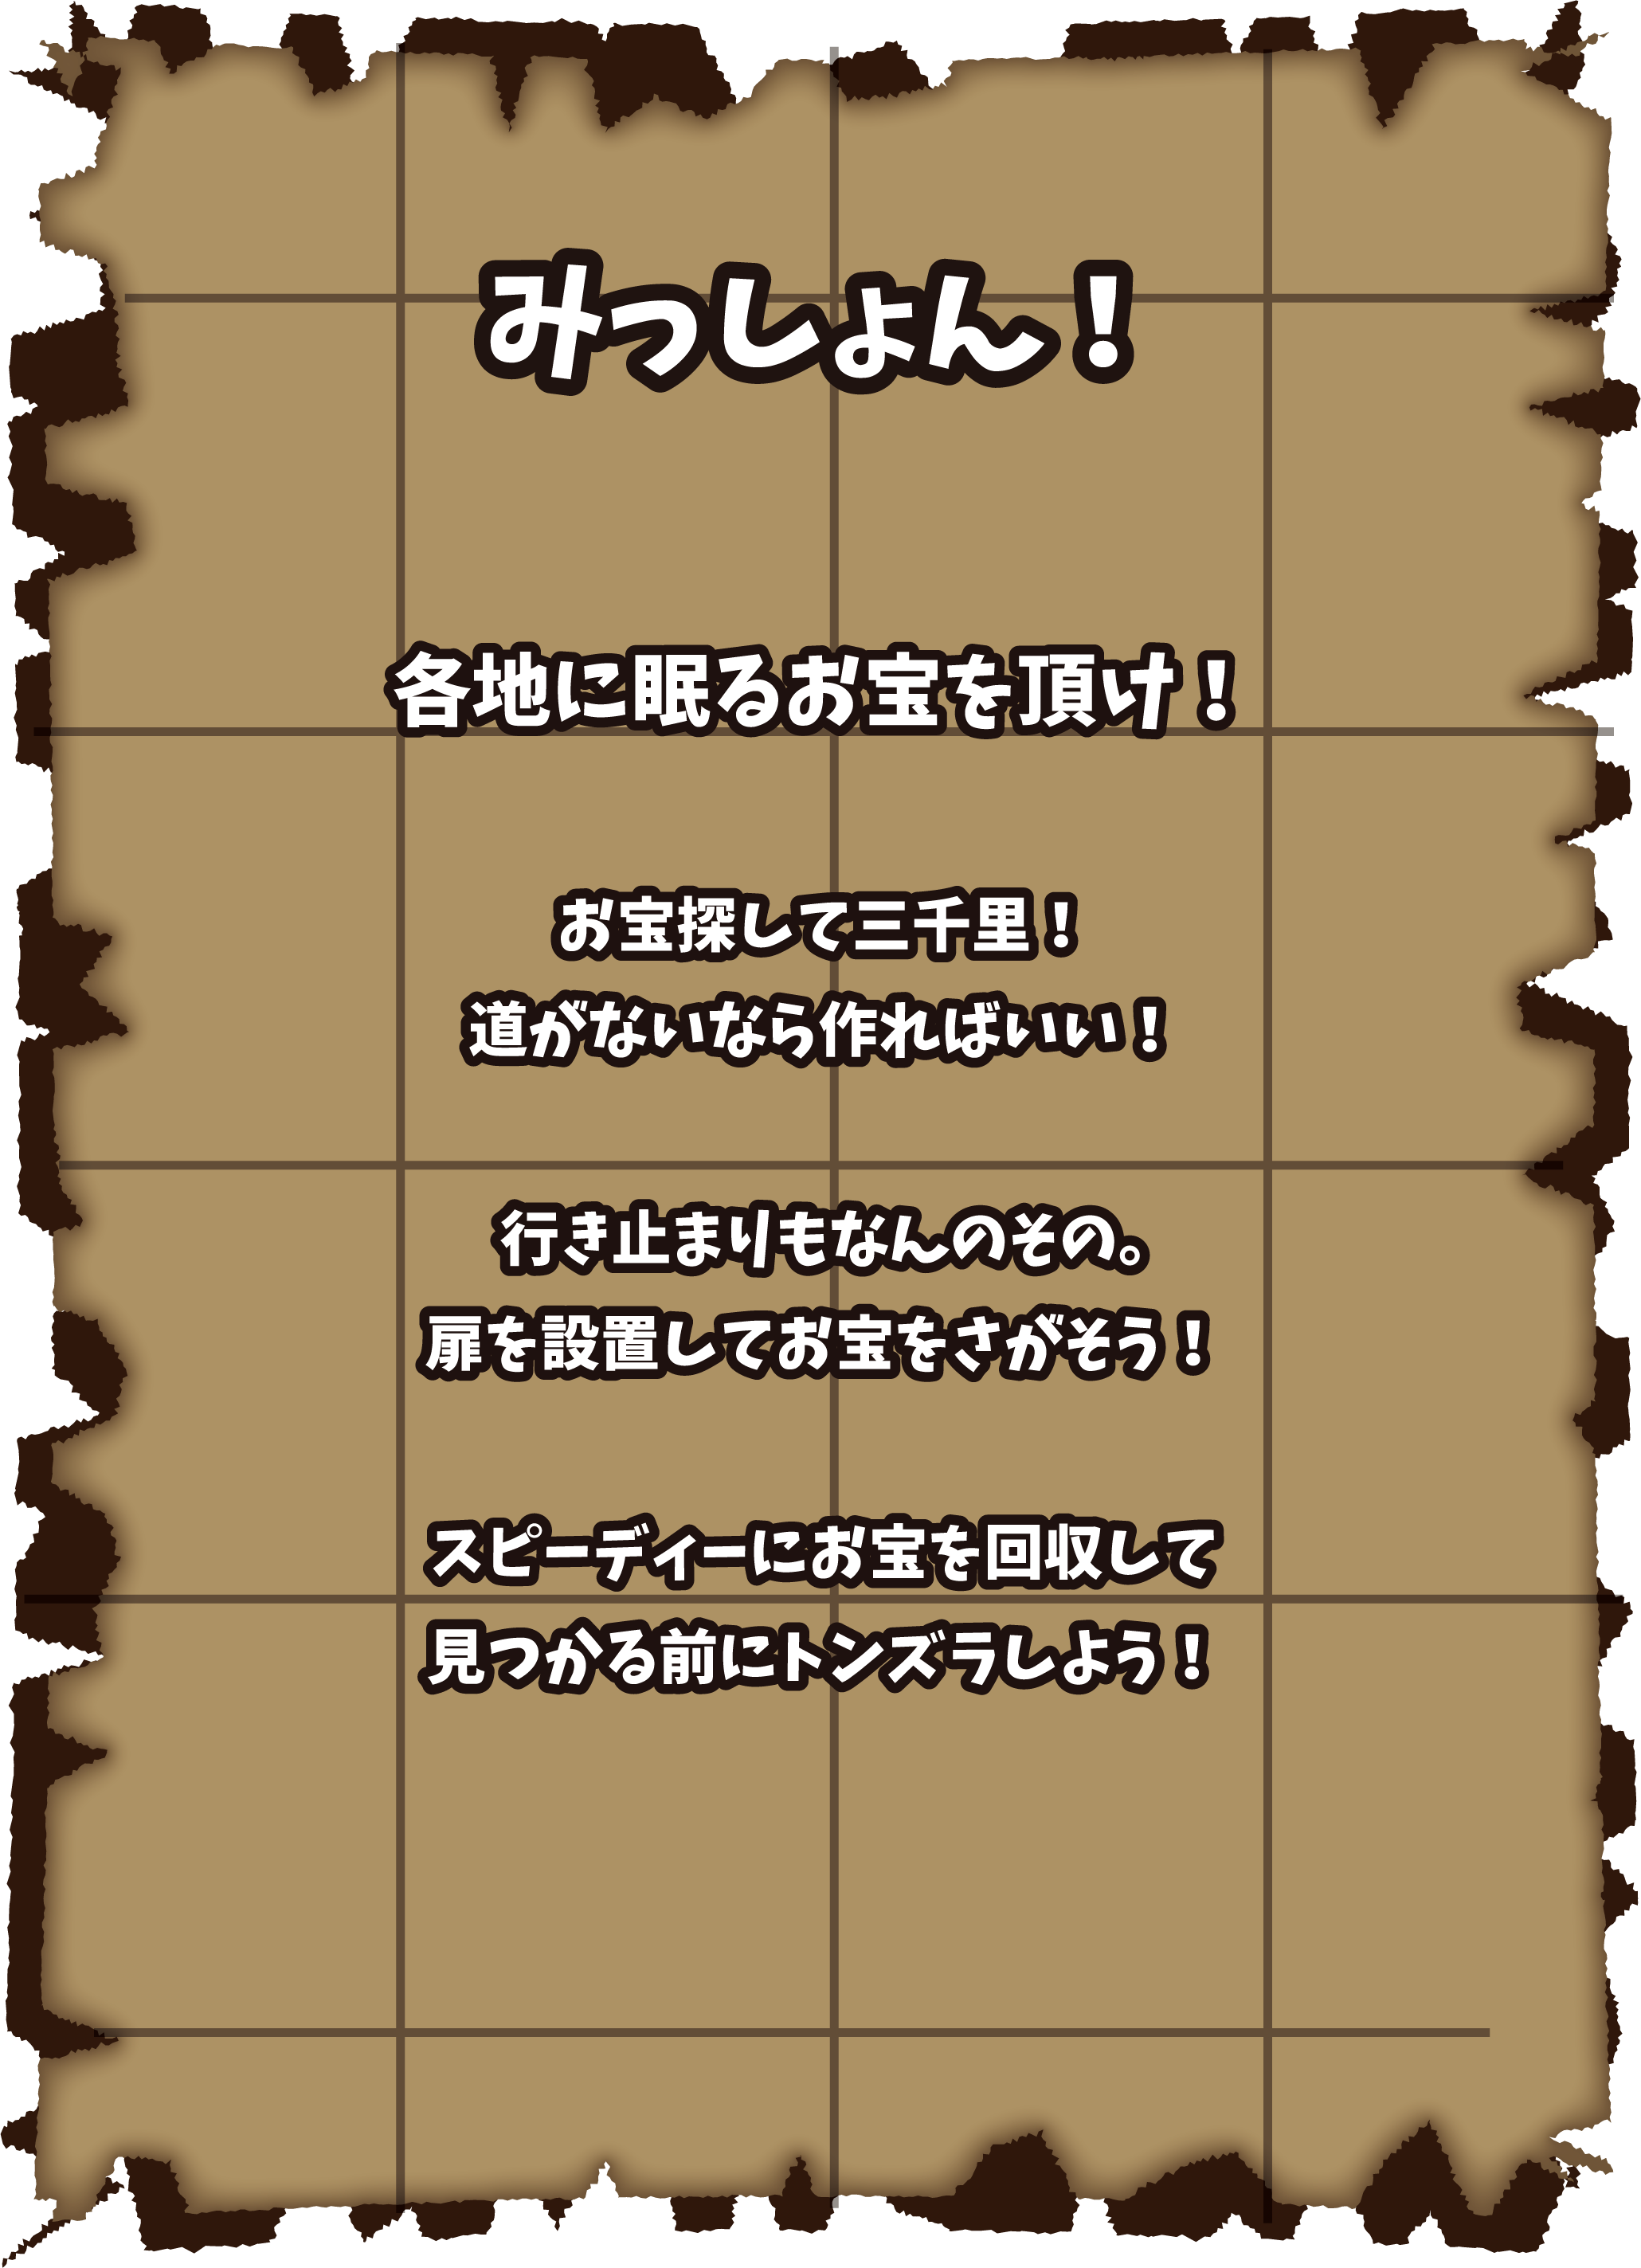 みっしょん！
各地に眠るお宝を頂け！
お宝探して三千里！
道がないなら作ればいい！
行き止まりもなんのその。
扉を設置してお宝をさがそう！
スピーディーにお宝を回収して
見つかる前にトンズラしよう！